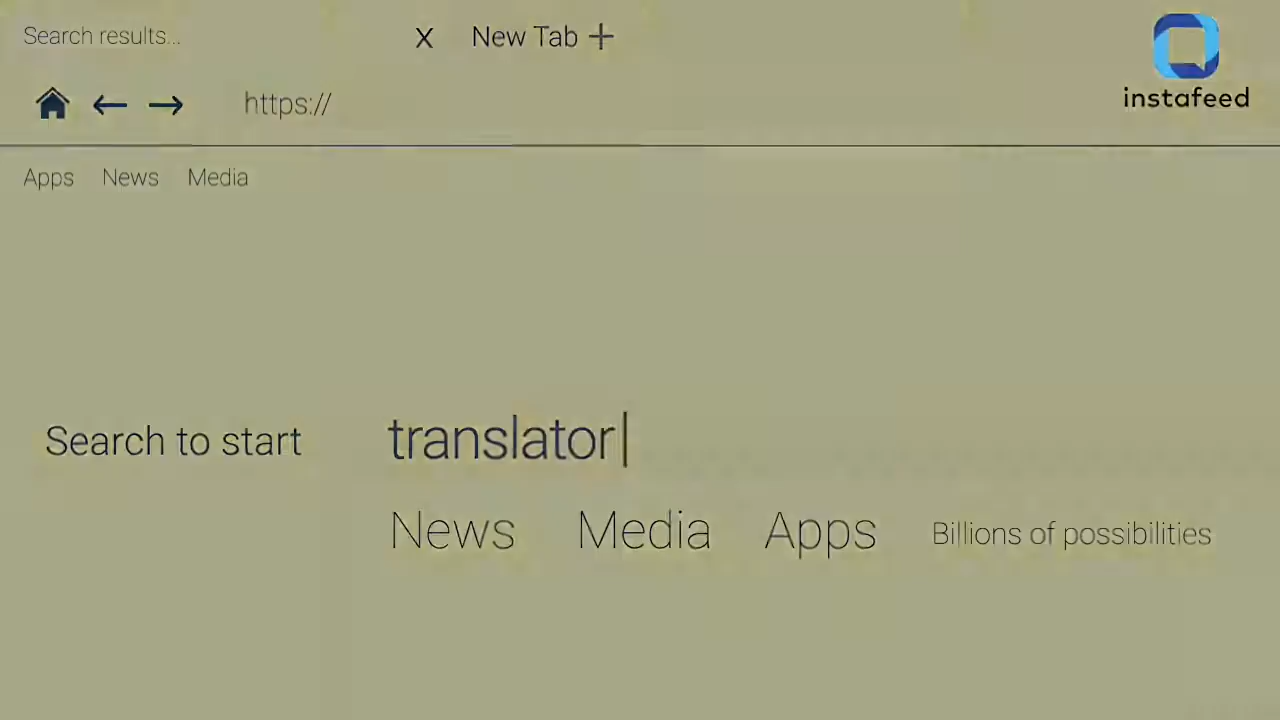 Search results... X New Tab +
instafeed
https://
Apps News Media
Search to start translator
News Media Apps Billions of possibilities